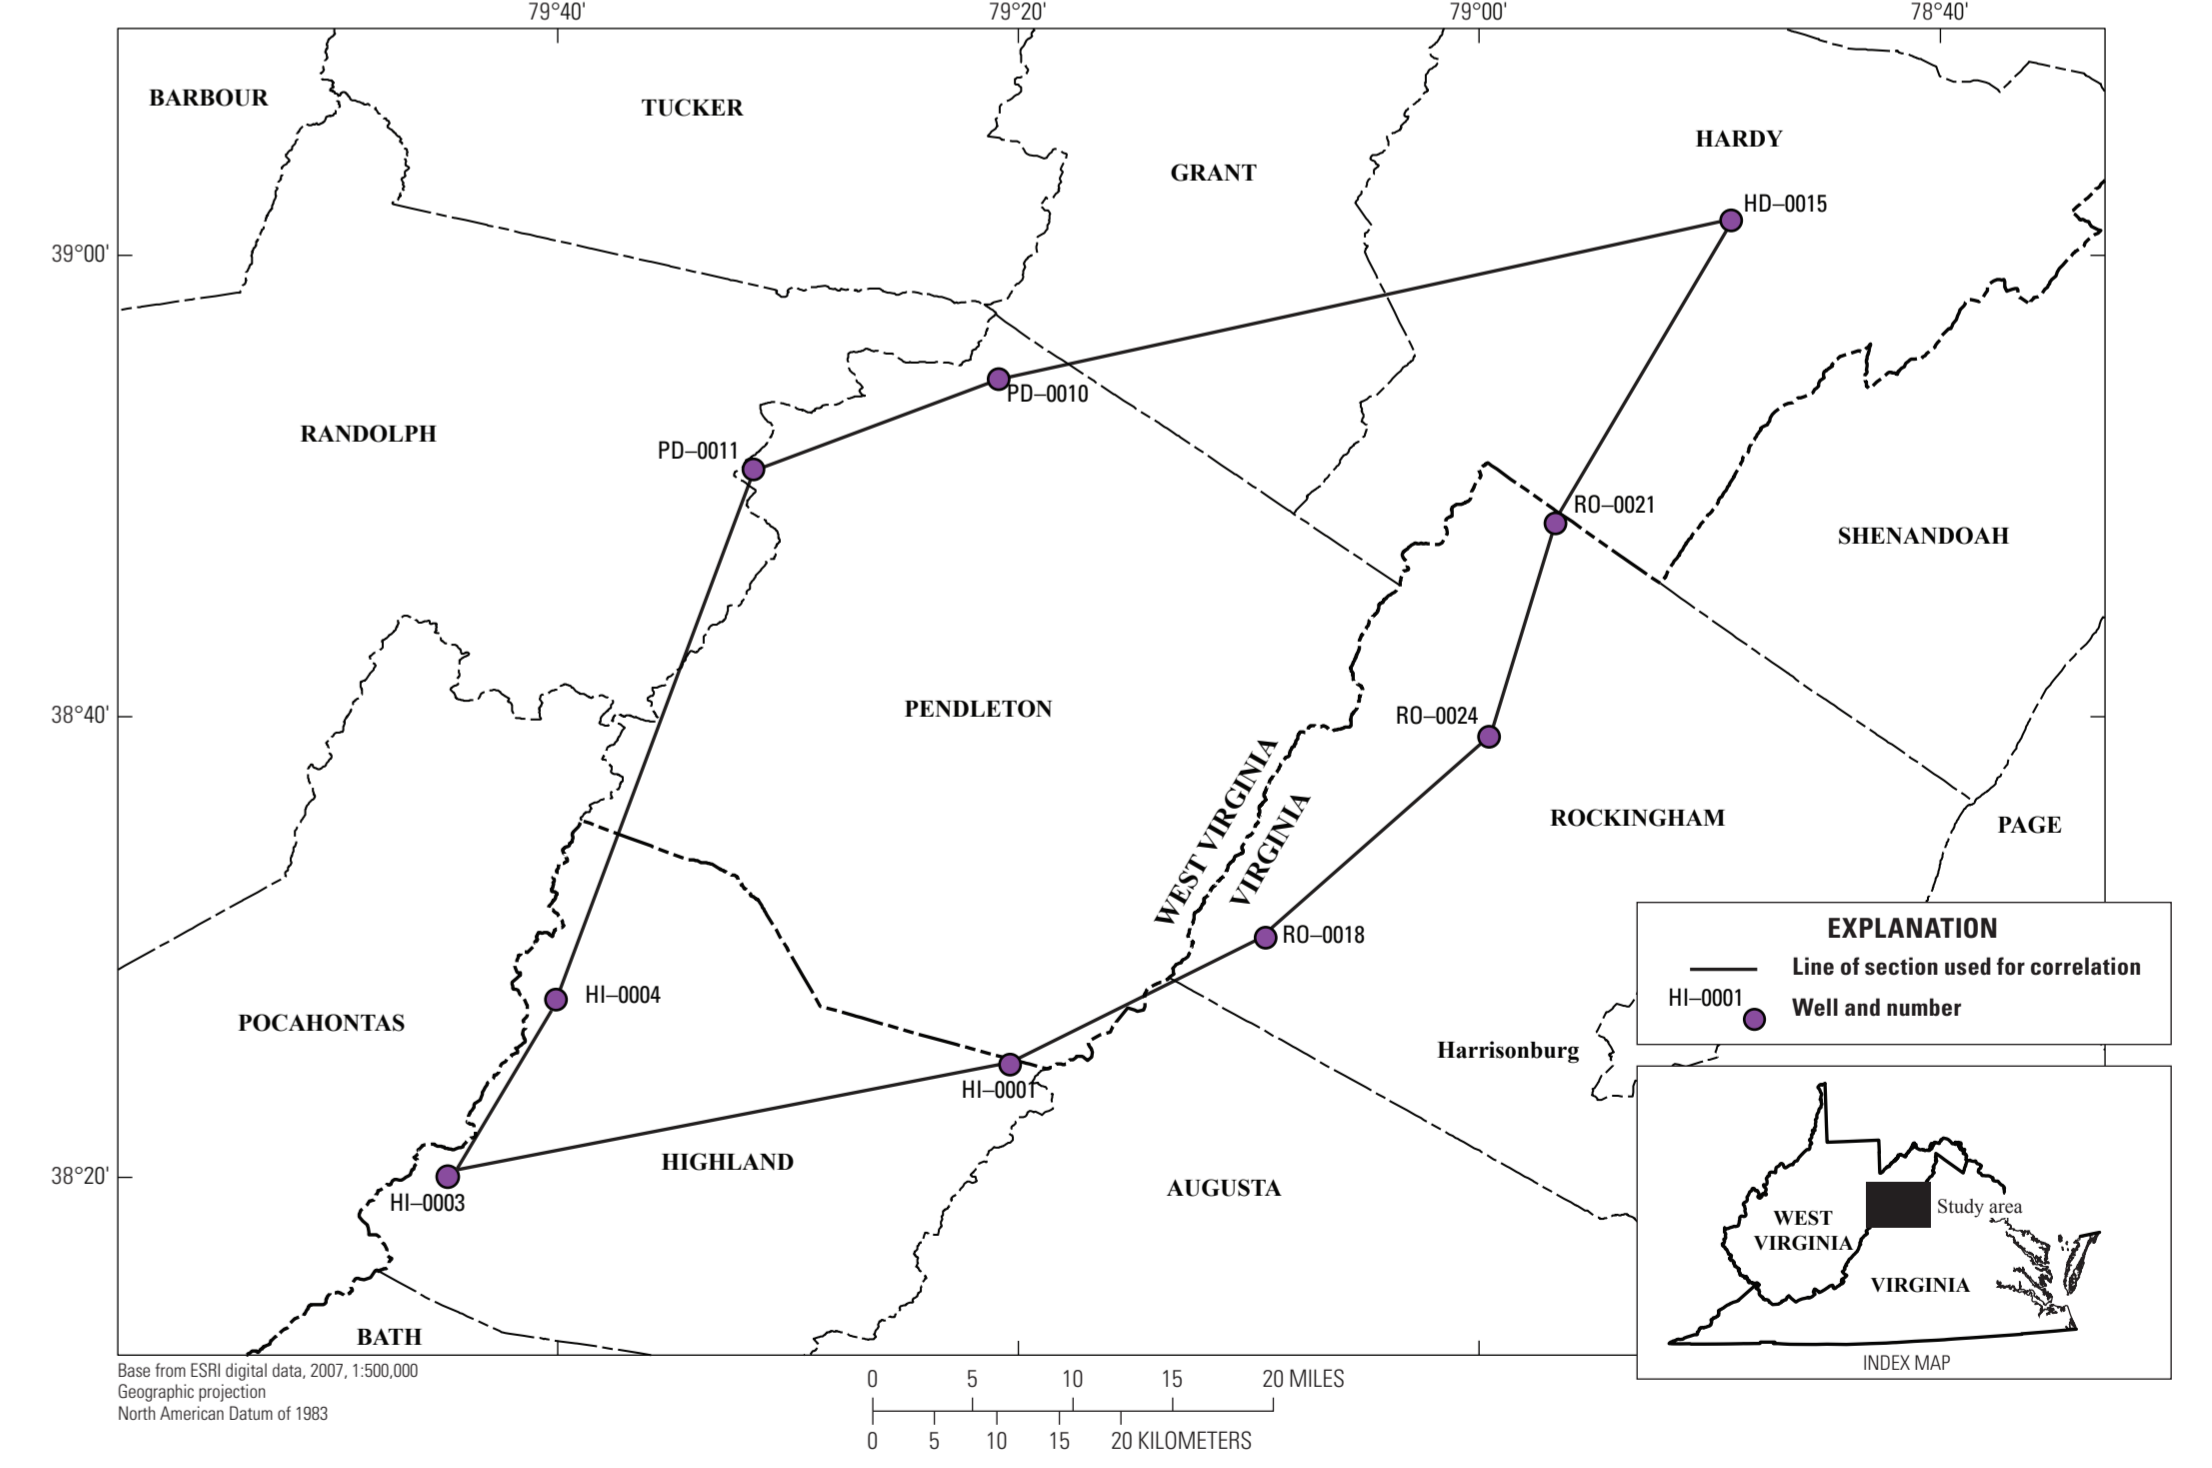 79°40' 79°20' 79°00' 78°40'
BARBOUR
TUCKER
HARDY
GRANT
HD–0015
39°00'
PD–0010
RANDOLPH
PD–0011
RO–0021
SHENANDOAH
PENDLETON
38°40'
RO–0024
WEST VIRGINIA
VIRGINIA
ROCKINGHAM
PAGE
RO–0018
HI–0004
POCAHONTAS
Harrisonburg
HI–0001
HIGHLAND
38°20'
AUGUSTA
HI–0003
BATH
EXPLANATION
Line of section used for correlation
HI–0001
Well and number
WEST
VIRGINIA
Study area
VIRGINIA
INDEX MAP
Base from ESRI digital data, 2007, 1:500,000
Geographic projection
North American Datum of 1983
0 5 10 15 20 MILES
0 5 10 15 20 KILOMETERS